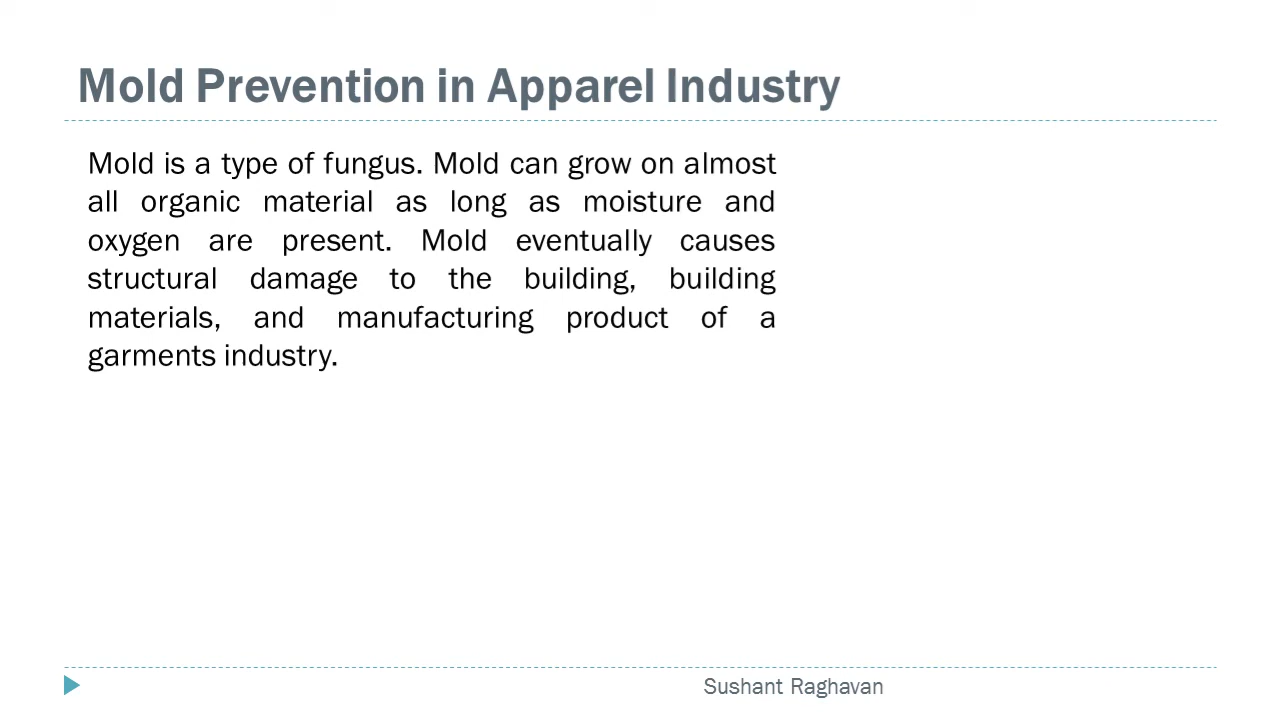 Mold Prevention in Apparel Industry
Mold is a type of fungus. Mold can grow on almost
all organic material as long as moisture and
oxygen are present. Mold eventually causes
structural damage to the building, building
materials, and manufacturing product of a
garments industry.
Sushant Raghavan